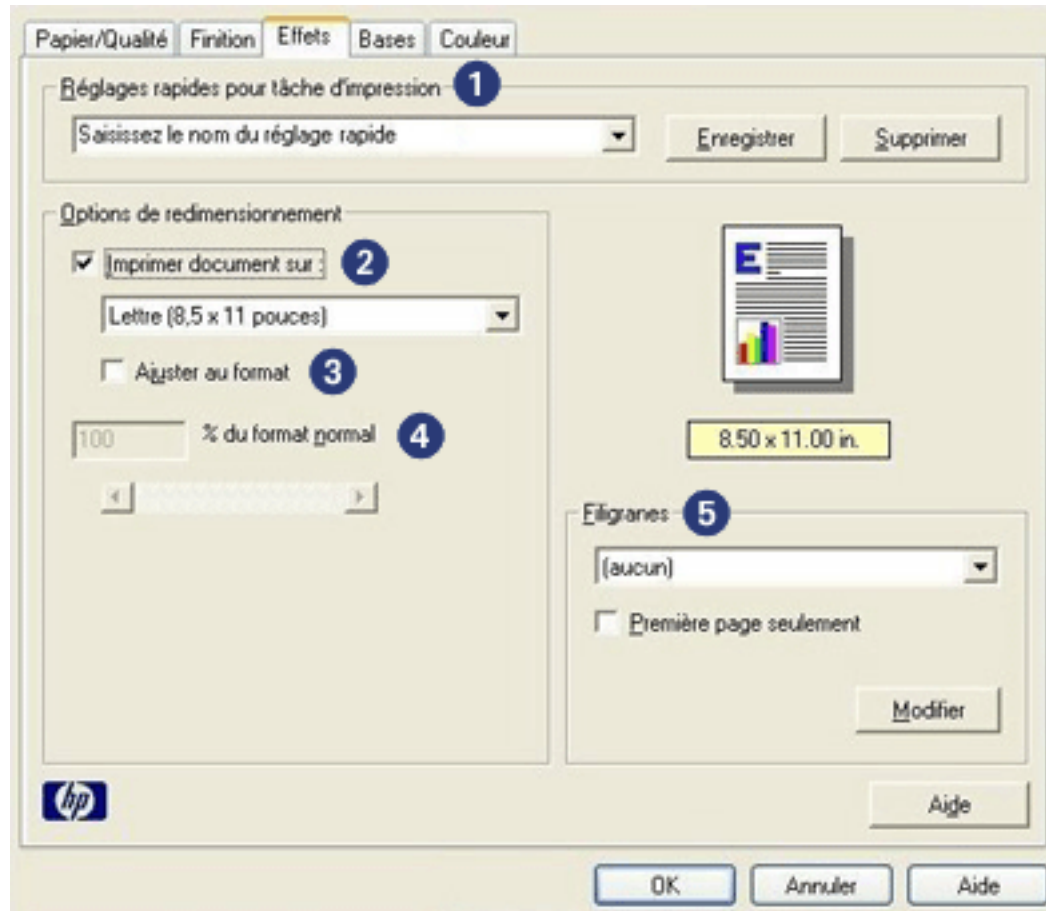 Papier/Qualité Finition Effets Bases Couleur
Réglages rapides pour tâche d'impression 1
Saisissez le nom du réglage rapide Enregistrer Supprimer
Options de redimensionnement
Imprimer document sur : 2
Lettre (8,5 x 11 pouces)
Ajuster au format 3
100 % du format normal 4
E
8.50 x 11.00 in.
Filigranes 5
(aucun)
Première page seulement
Modifier
hp
Aide
OK Annuler Aide